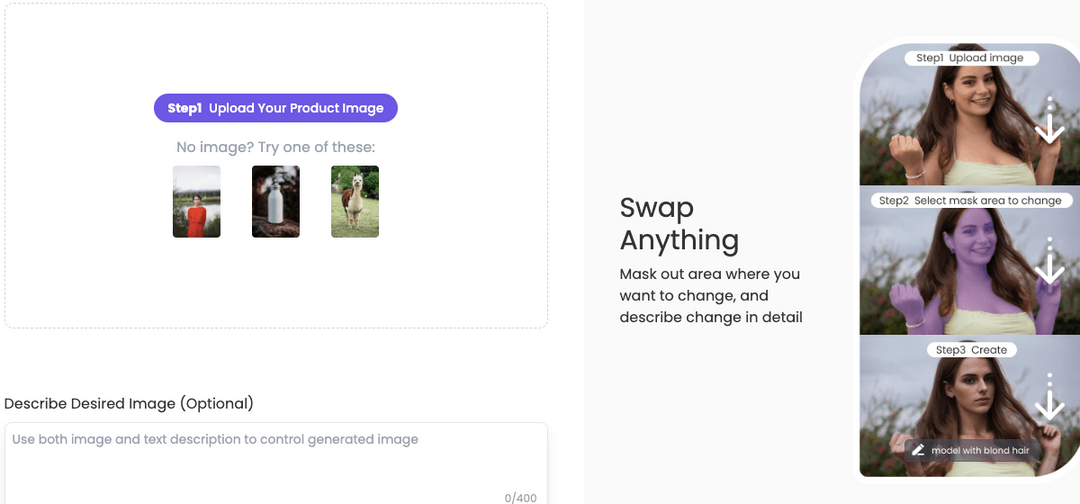 Step1 Upload Your Product Image
No image? Try one of these:
Describe Desired Image (Optional)
Use both image and text description to control generated image
0/400
Swap
Anything
Mask out area where you
want to change, and
describe change in detail
Step1 Upload image
Step2 Select mask area to change
Step3 Create
model with blond hair